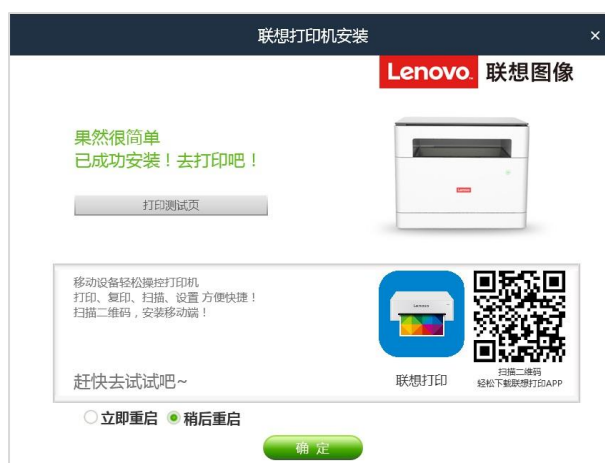 联想打印机安装
×
Lenovo 联想图像
果然很简单
已成功安装！去打印吧！
打印测试页
移动设备轻松操控打印机
打印、复印、扫描、设置 方便快捷！
扫描二维码，安装移动端！
赶快去试试吧~
联想打印
扫描二维码
轻松下载联想打印APP
立即重启 稍后重启
确 定